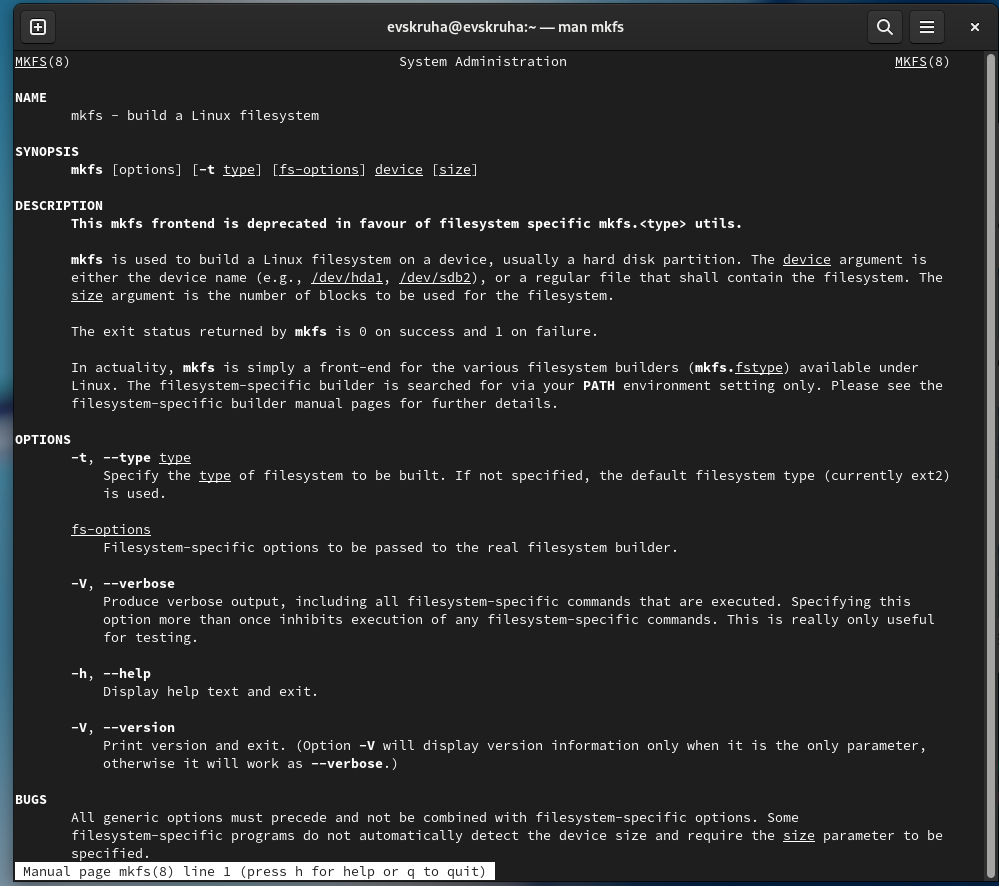 evskruha@evskruha:~ — man mkfs
MKFS(8) System Administration MKFS(8)
NAME
mkfs - build a Linux filesystem
SYNOPSIS
mkfs [options] [-t type] [fs-options] device [size]
DESCRIPTION
This mkfs frontend is deprecated in favour of filesystem specific mkfs.<type> utils.
mkfs is used to build a Linux filesystem on a device, usually a hard disk partition. The device argument is
either the device name (e.g., /dev/hda1, /dev/sdb2), or a regular file that shall contain the filesystem. The
size argument is the number of blocks to be used for the filesystem.
The exit status returned by mkfs is 0 on success and 1 on failure.
In actuality, mkfs is simply a front-end for the various filesystem builders (mkfs.fstype) available under
Linux. The filesystem-specific builder is searched for via your PATH environment setting only. Please see the
filesystem-specific builder manual pages for further details.
OPTIONS
-t, --type type
Specify the type of filesystem to be built. If not specified, the default filesystem type (currently ext2)
is used.
fs-options
Filesystem-specific options to be passed to the real filesystem builder.
-V, --verbose
Produce verbose output, including all filesystem-specific commands that are executed. Specifying this
option more than once inhibits execution of any filesystem-specific commands. This is really only useful
for testing.
-h, --help
Display help text and exit.
-V, --version
Print version and exit. (Option -V will display version information only when it is the only parameter,
otherwise it will work as --verbose.)
BUGS
All generic options must precede and not be combined with filesystem-specific options. Some
filesystem-specific programs do not automatically detect the device size and require the size parameter to be
specified.
Manual page mkfs(8) line 1 (press h for help or q to quit)